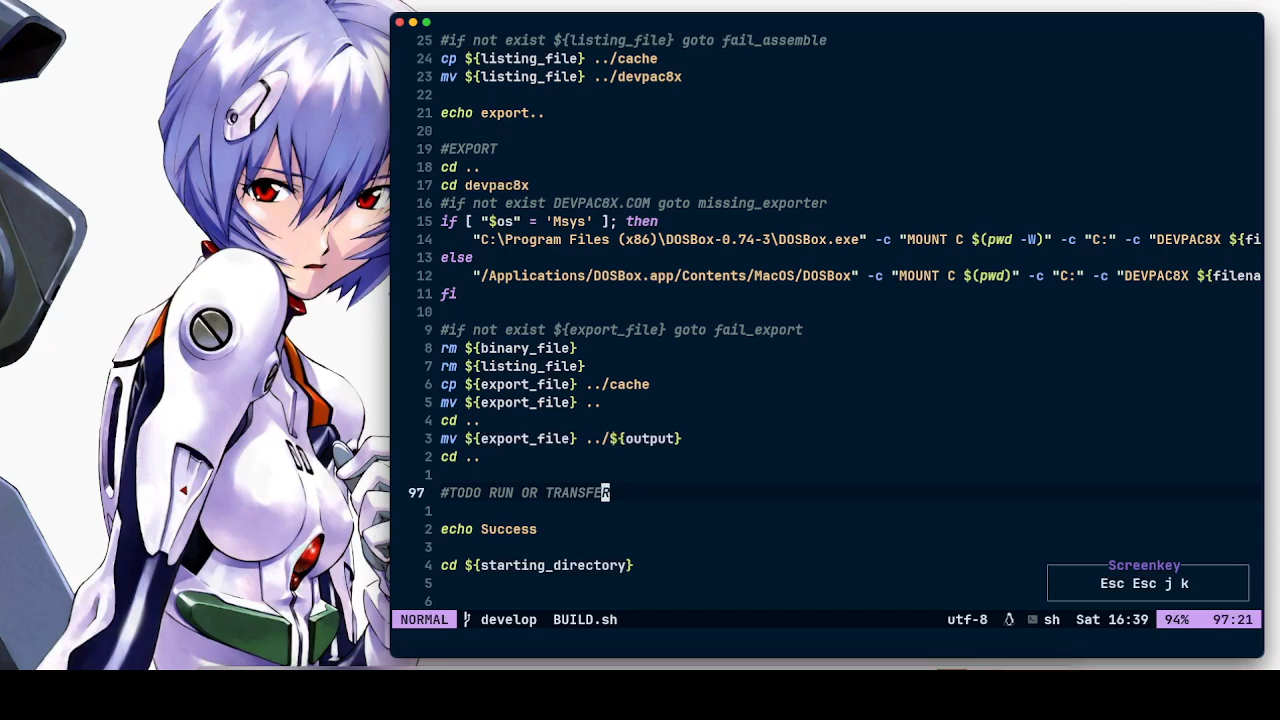 25 #if not exist ${listing_file} goto fail_assemble
24 cp ${listing_file} ../cache
23 mv ${listing_file} ../devpac8x
22
21 echo export..
20
19 #EXPORT
18 cd ..
17 cd devpac8x
16 #if not exist DEVPAC8X.COM goto missing_exporter
15 if [ "$os" = 'Msys' ]; then
14 "C:\Program Files (x86)\DOSBox-0.74-3\DOSBox.exe" -c "MOUNT C $(pwd -W)" -c "C:" -c "DEVPAC8X ${fi
13 else
12 "/Applications/DOSBox.app/Contents/MacOS/DOSBox" -c "MOUNT C $(pwd)" -c "C:" -c "DEVPAC8X ${filena
11 fi
10
9 #if not exist ${export_file} goto fail_export
8 rm ${binary_file}
7 rm ${listing_file}
6 cp ${export_file} ../cache
5 mv ${export_file} ..
4 cd ..
3 mv ${export_file} ../${output}
2 cd ..
1
97 #TODO RUN OR TRANSFER
1
2 echo Success
3
4 cd ${starting_directory}
5
6
Screenkey
Esc Esc j k
NORMAL develop BUILD.sh utf-8 sh Sat 16:39 94% 97:21
00